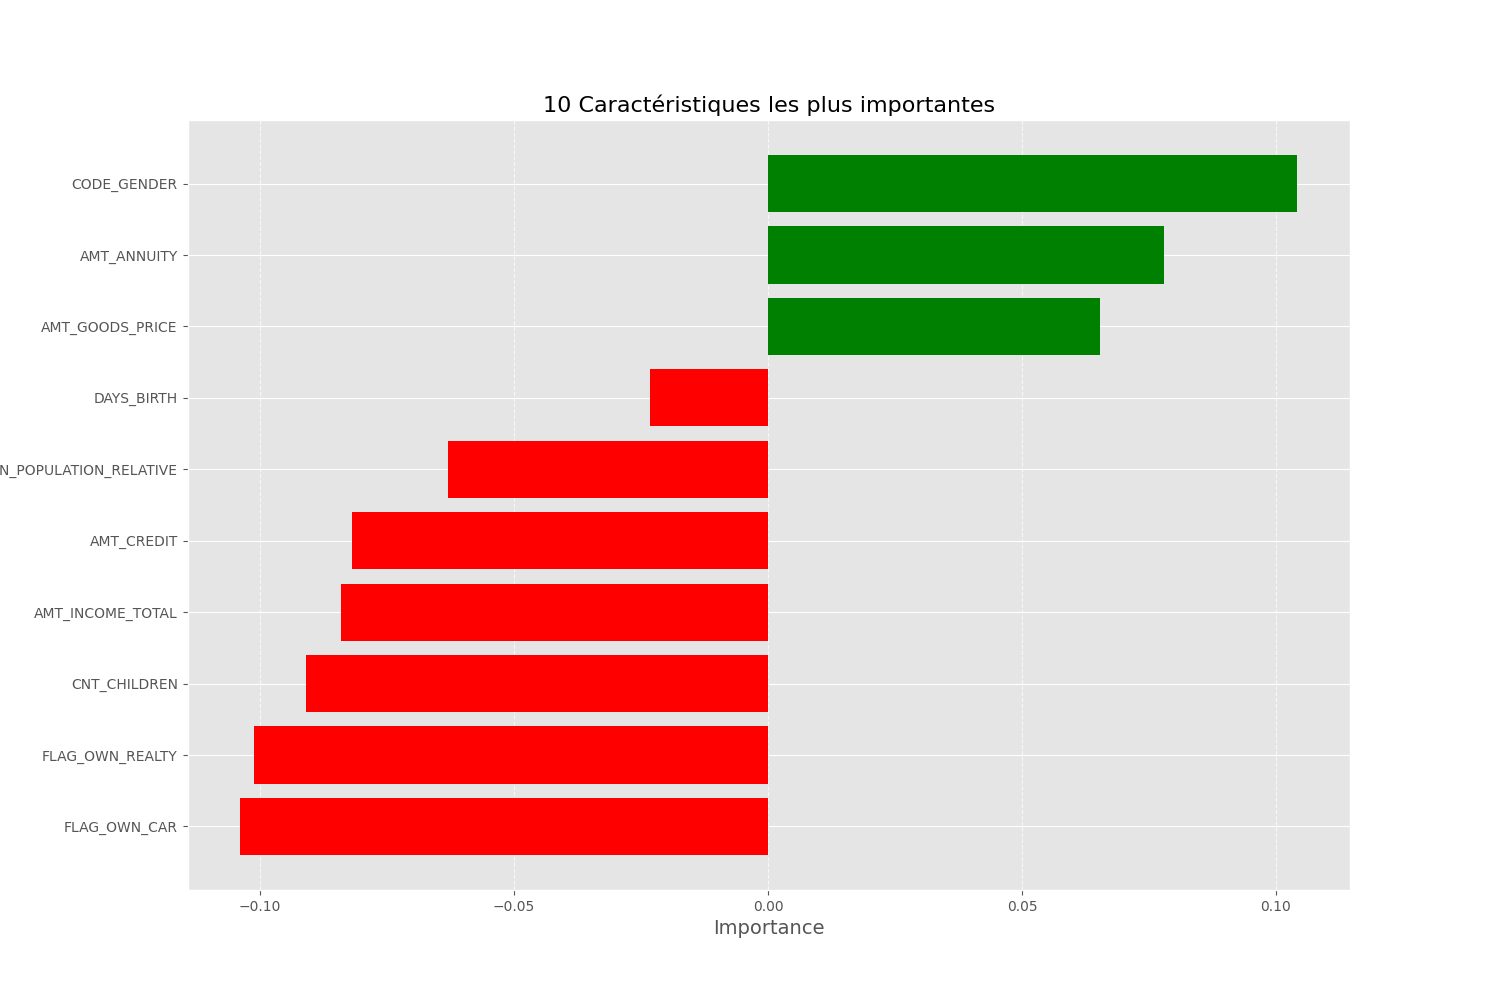 10 Caractéristiques les plus importantes
CODE_GENDER
AMT_ANNUITY
AMT_GOODS_PRICE
DAYS_BIRTH
N_POPULATION_RELATIVE
AMT_CREDIT
AMT_INCOME_TOTAL
CNT_CHILDREN
FLAG_OWN_REALTY
FLAG_OWN_CAR
−0.10 −0.05 0.00 0.05 0.10
Importance